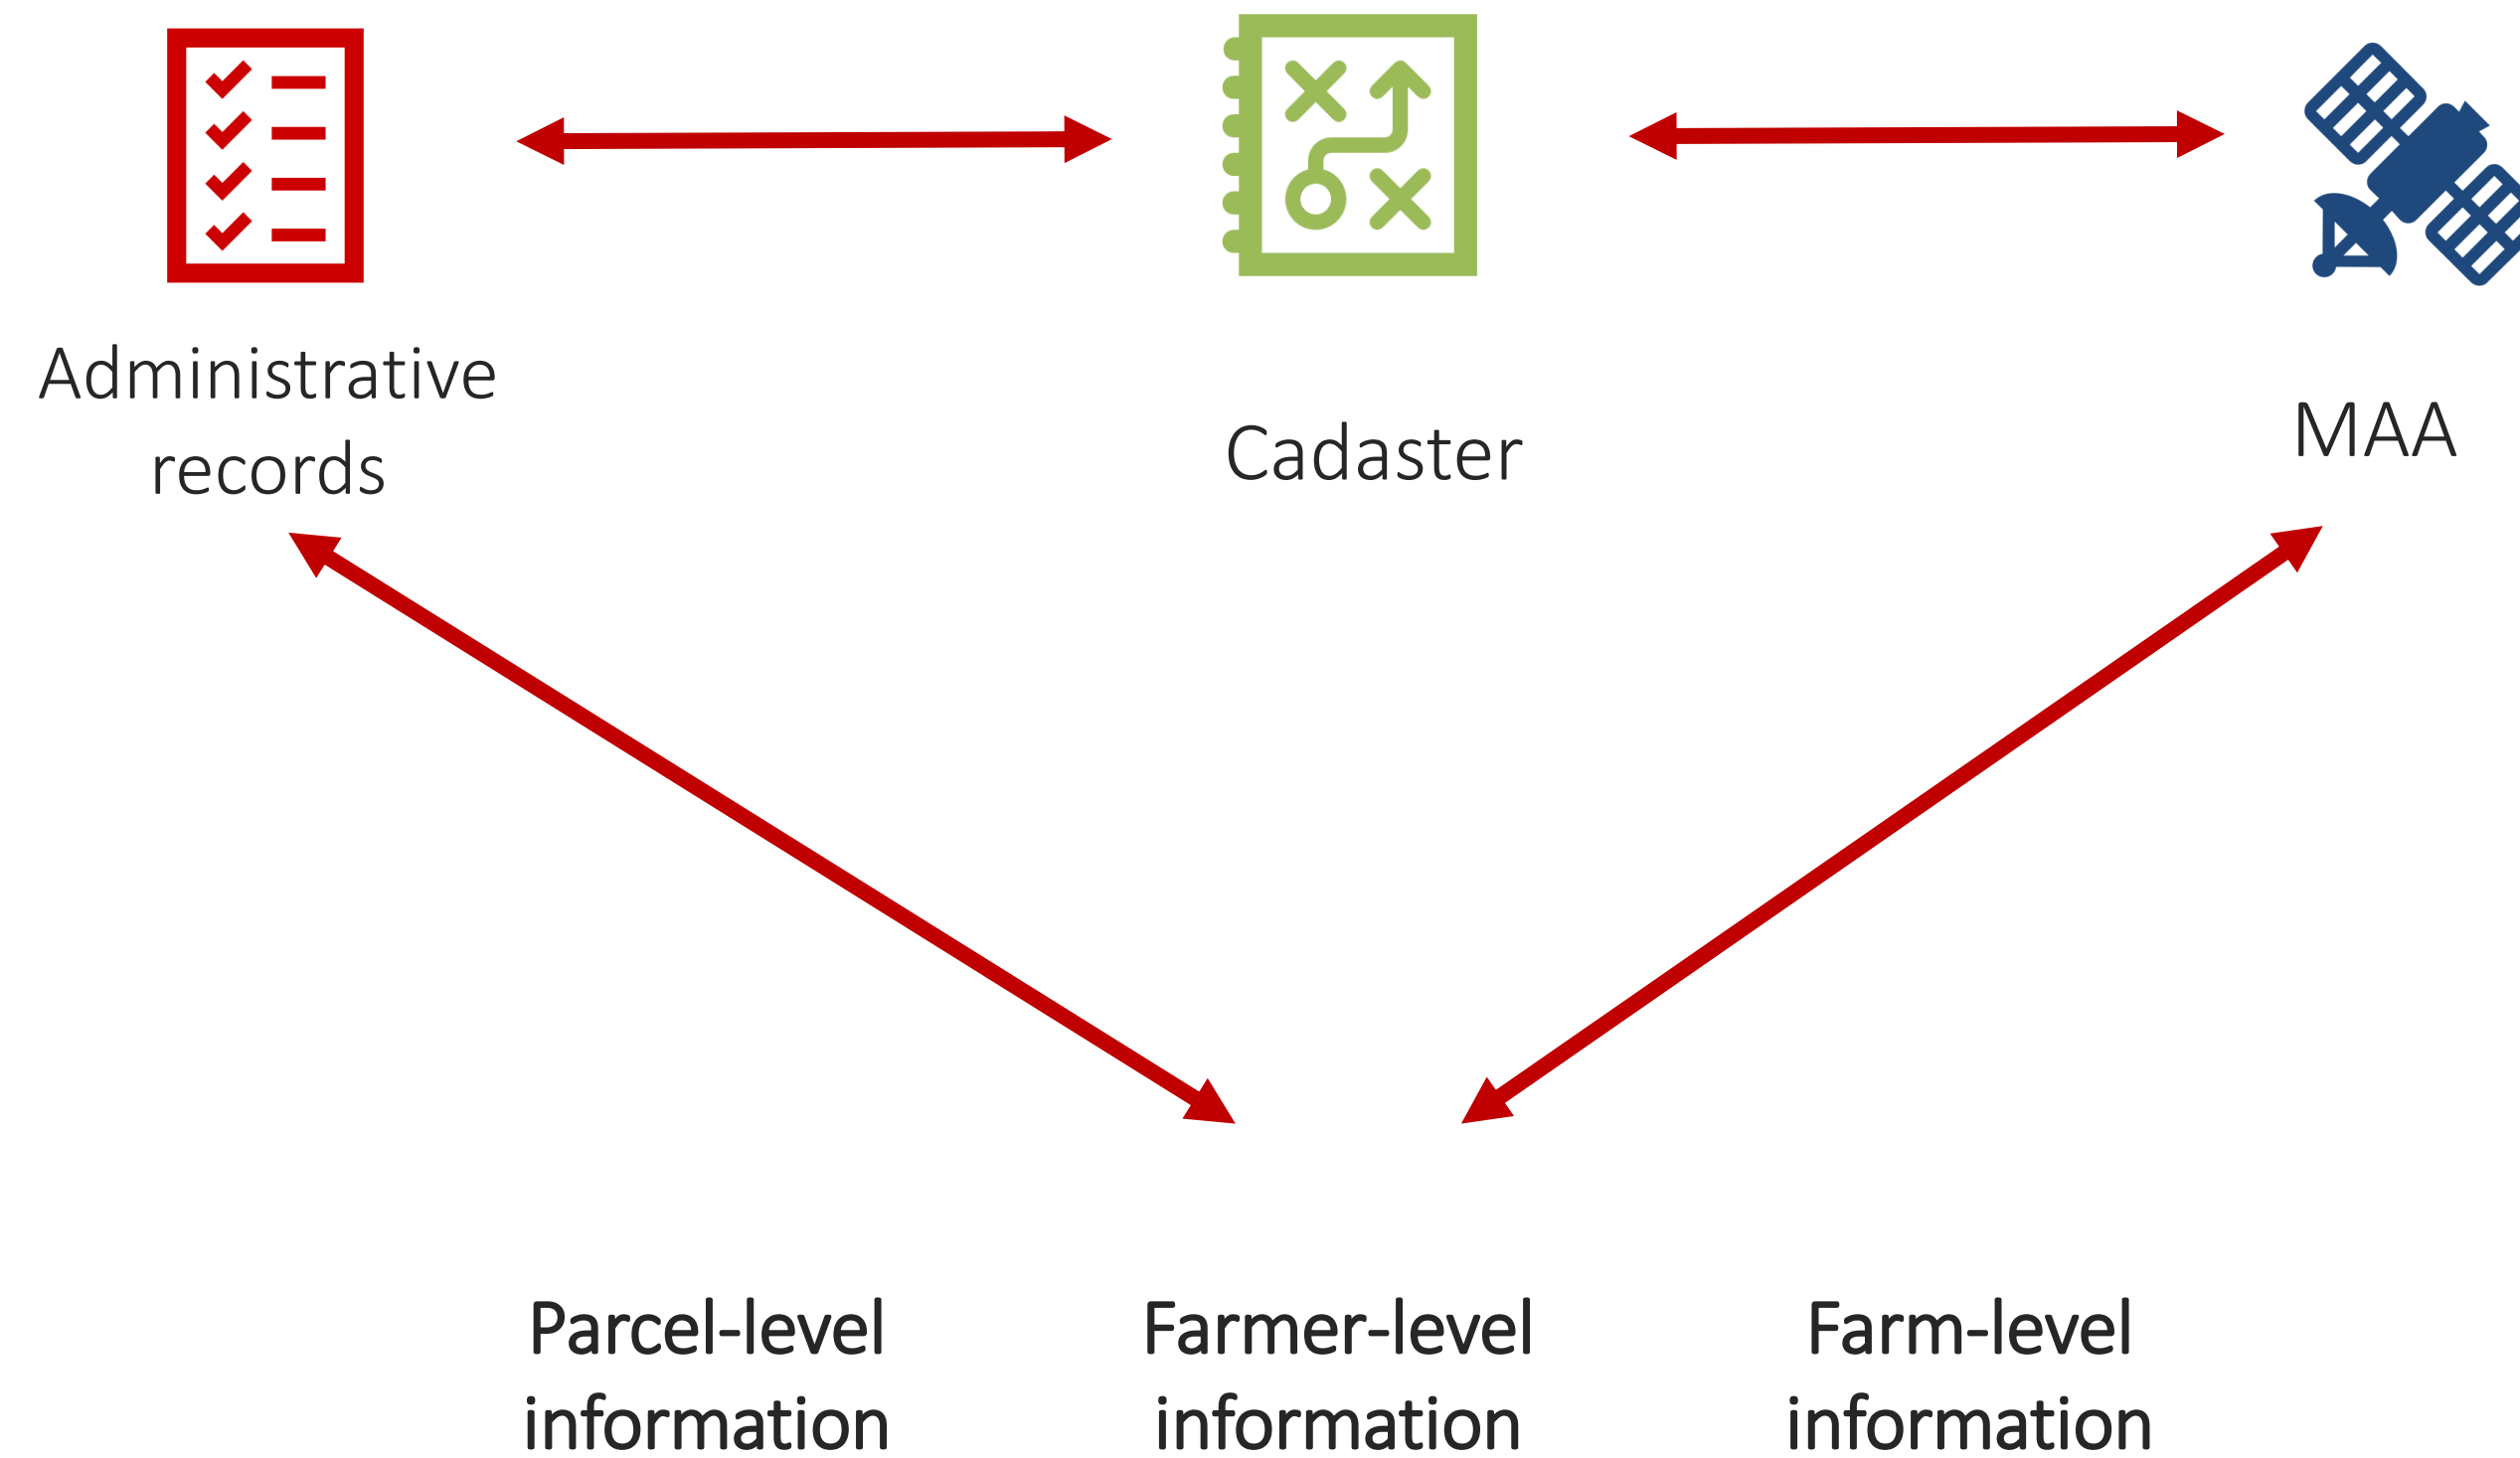 Administrative
records
Cadaster
MAA
Parcel-level
information
Farmer-level
information
Farm-level
information